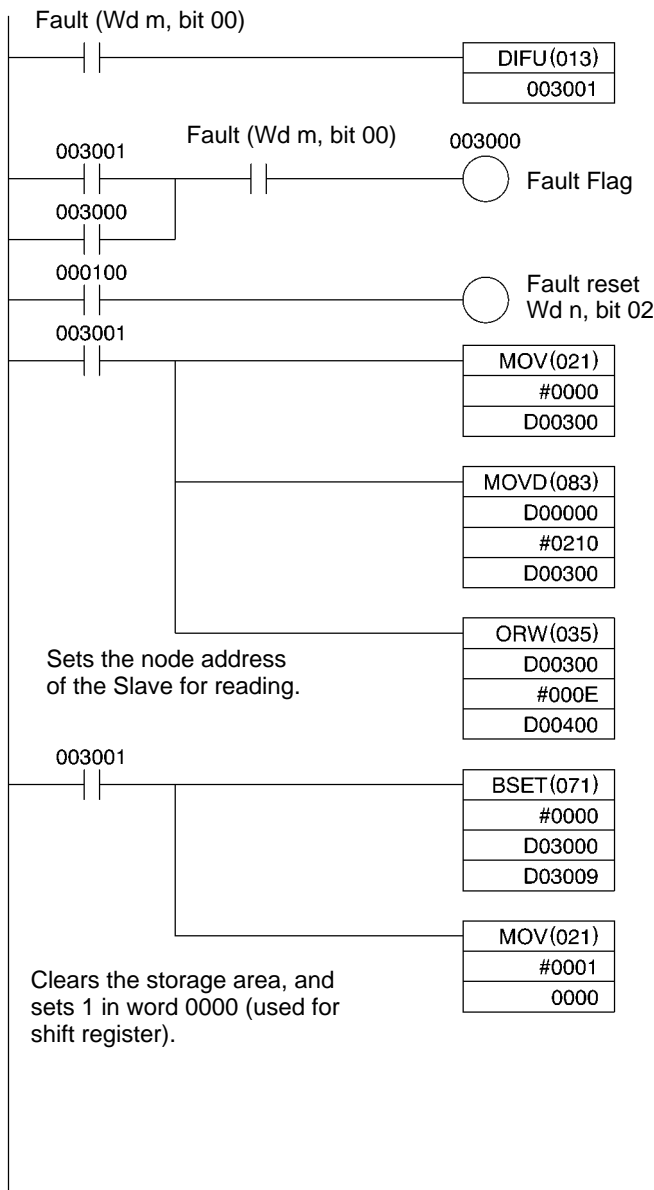 Fault (Wd m, bit 00)
DIFU(013)
003001
Fault (Wd m, bit 00)
003000
003001
Fault Flag
003000
000100
Fault reset
Wd n, bit 02
003001
MOV(021)
#0000
D00300
MOVD(083)
D00000
#0210
D00300
ORW(035)
D00300
#000E
D00400
Sets the node address
of the Slave for reading.
003001
BSET(071)
#0000
D03000
D03009
MOV(021)
#0001
0000
Clears the storage area, and
sets 1 in word 0000 (used for
shift register).